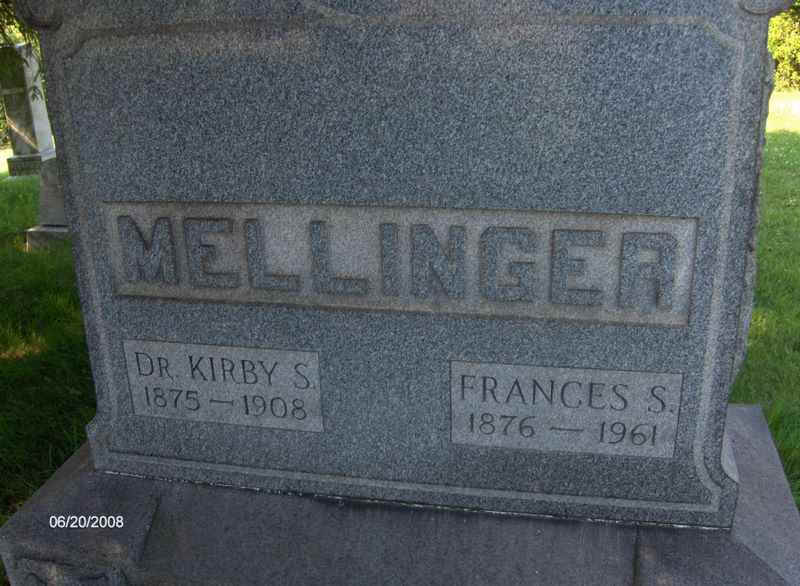 MELLINGER
DR. KIRBY S.
1875 — 1908
FRANCES S.
1876 — 1961
06/20/2008